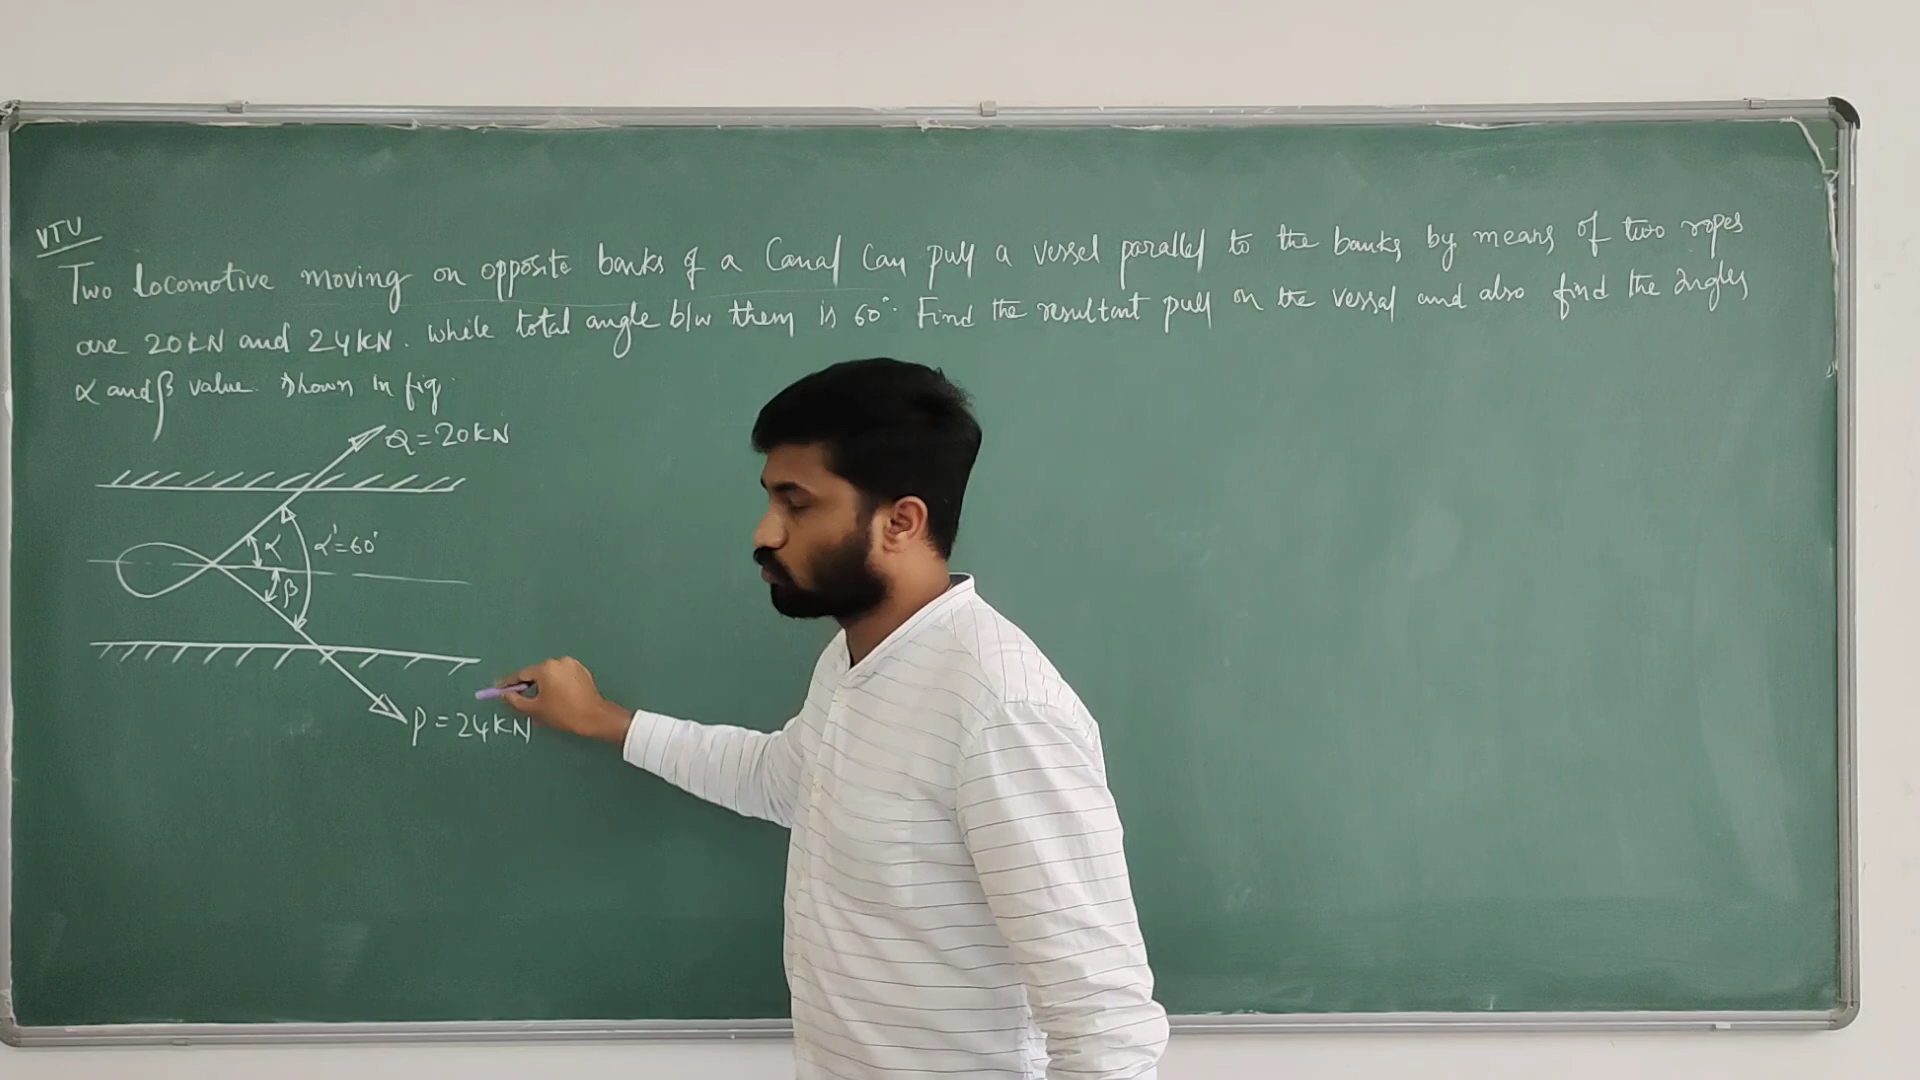 VTU
Two locomotive moving on opposite banks of a Canal Can pull a vessel parallel to the banks by means of two ropes
are 20KN and 24KN. While total angle b/w them is 60° Find the resultant pull on the vessal and also find the angles
α and β value. Shown in fig.
Q=20KN
α α'=60°
β
P=24KN